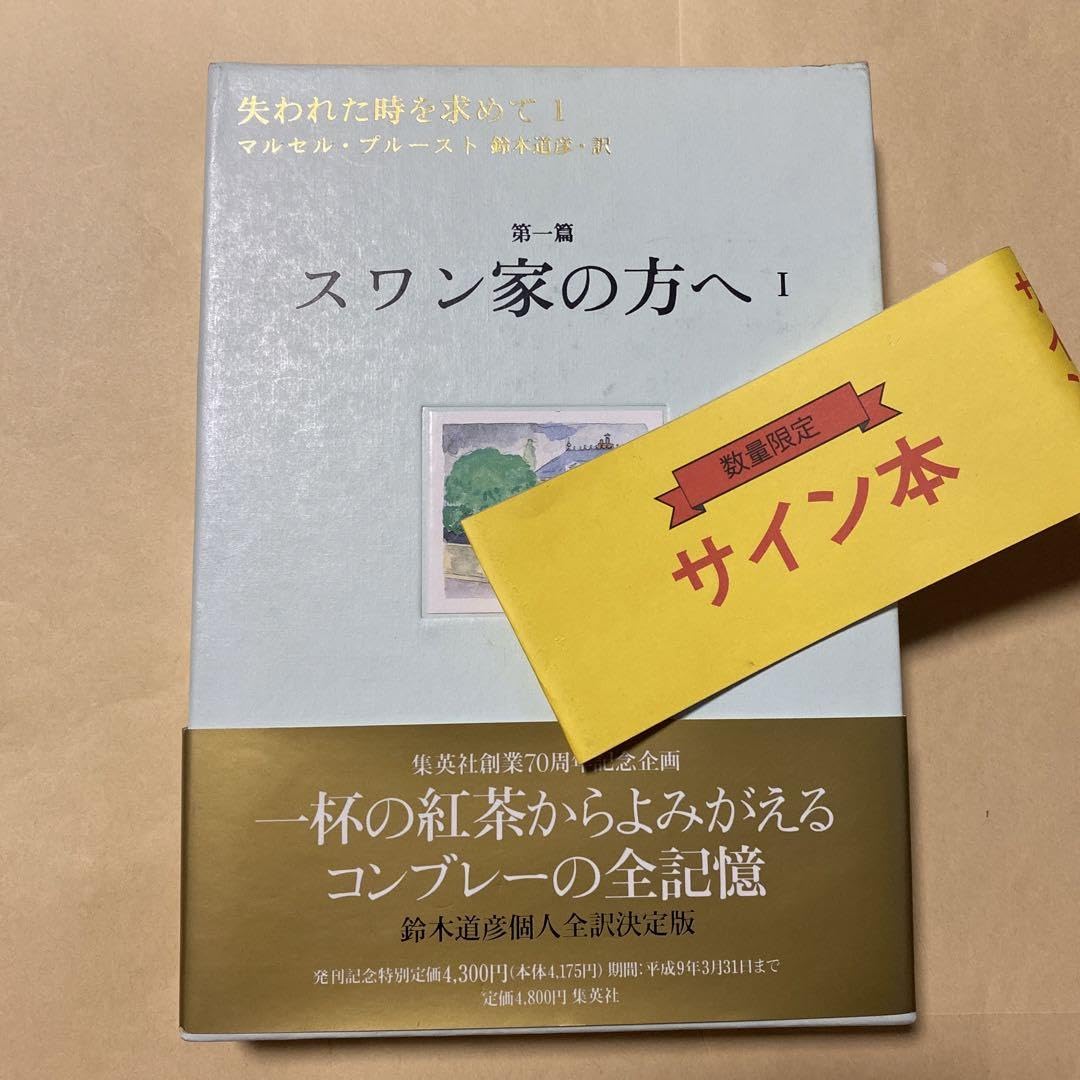 失われた時を求めて I
マルセル・プルースト 鈴木道彦・訳
第一篇
スワン家の方へ I
数量限定
サイン本
サイン
集英社創業70周年記念企画
一杯の紅茶からよみがえる
コンブレーの全記憶
鈴木道彦個人全訳決定版
発刊記念特別定価4,300円(本体4,175円) 期間:平成9年3月31日まで
定価4,800円 集英社